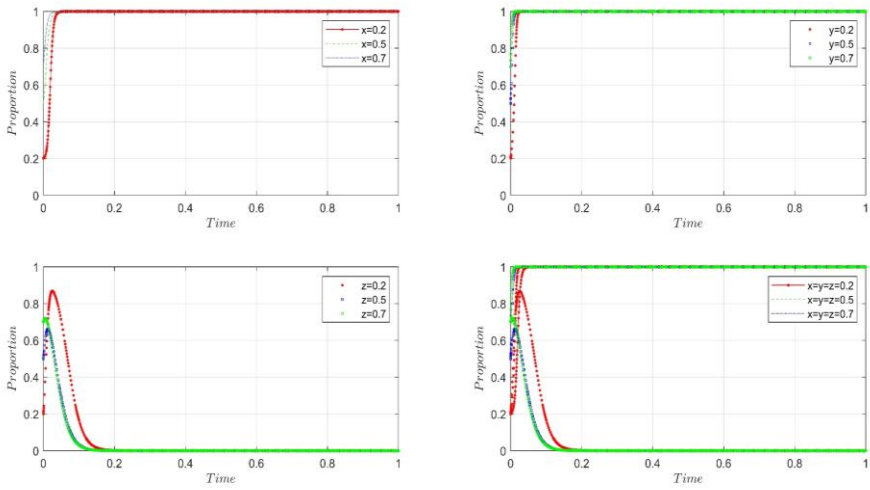 1
0.8
0.6
0.4
0.2
0
Proportion
0 0.2 0.4 0.6 0.8 1
Time
x=0.2
x=0.5
x=0.7
1
0.8
0.6
0.4
0.2
0
Proportion
0 0.2 0.4 0.6 0.8 1
Time
y=0.2
y=0.5
y=0.7
1
0.8
0.6
0.4
0.2
0
Proportion
0 0.2 0.4 0.6 0.8 1
Time
z=0.2
z=0.5
z=0.7
1
0.8
0.6
0.4
0.2
0
Proportion
0 0.2 0.4 0.6 0.8 1
Time
x=y=z=0.2
x=y=z=0.5
x=y=z=0.7